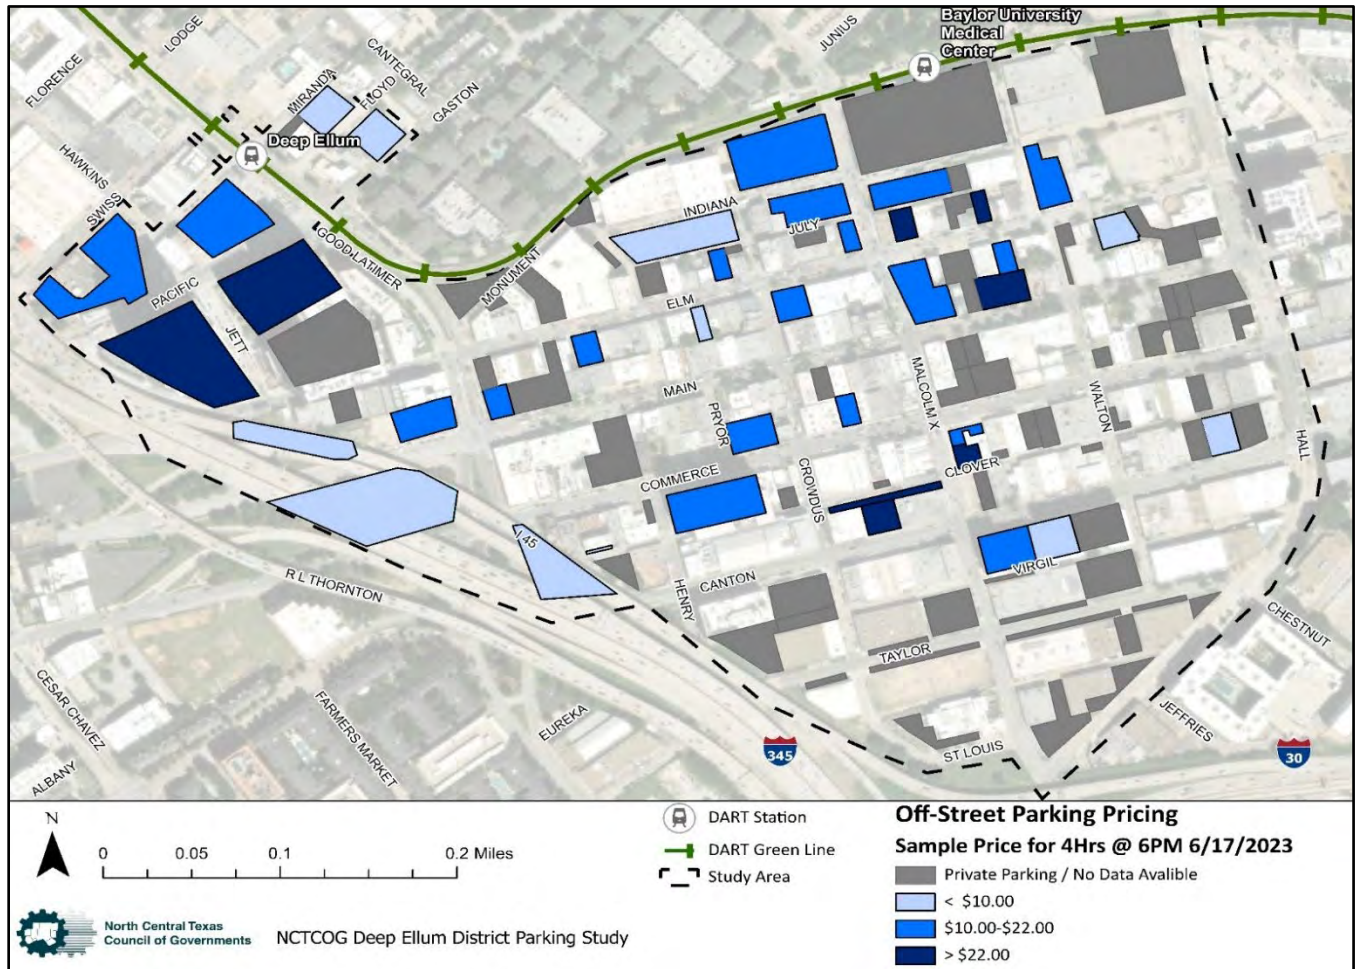 Baylor University
Medical
Center
LODGE
JUNIUS
CANTEGRAL
FLORENCE
MIRANDA
FLOYD
GASTON
Deep Ellum
HAWKINS
SWISS
INDIANA
JULY
GOOD LATIMER
MONUMENT
PACIFIC
ELM
JETT
MAIN
PRYOR
MALCOLM X
WALTON
HALL
COMMERCE
CROWDUS
CLOVER
I 45
VIRGIL
CANTON
R L THORNTON
HENRY
CHESTNUT
TAYLOR
CESAR CHAVEZ
FARMERS MARKET
EUREKA
JEFFRIES
ST LOUIS
ALBANY
345
30
N
0 0.05 0.1 0.2 Miles
DART Station
DART Green Line
Study Area
Off-Street Parking Pricing
Sample Price for 4Hrs @ 6PM 6/17/2023
Private Parking / No Data Avalible
< $10.00
$10.00-$22.00
> $22.00
North Central Texas
Council of Governments
NCTCOG Deep Ellum District Parking Study